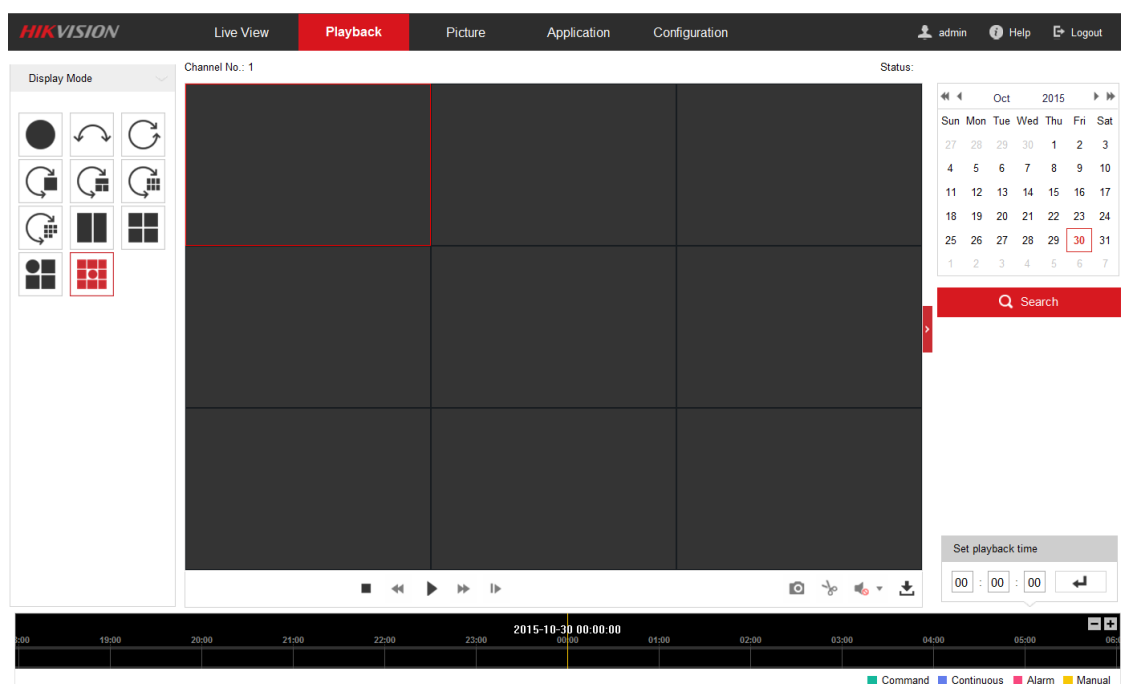 HIKVISION Live View Playback Picture Application Configuration admin Help Logout
Display Mode
Channel No.: 1 Status:
Oct 2015
Sun Mon Tue Wed Thu Fri Sat
27 28 29 30 1 2 3
4 5 6 7 8 9 10
11 12 13 14 15 16 17
18 19 20 21 22 23 24
25 26 27 28 29 30 31
1 2 3 4 5 6 7
Search
Set playback time
00 : 00 : 00
2015-10-30 00:00:00
:00 19:00 20:00 21:00 22:00 23:00 00:00 01:00 02:00 03:00 04:00 05:00 06:
Command Continuous Alarm Manual